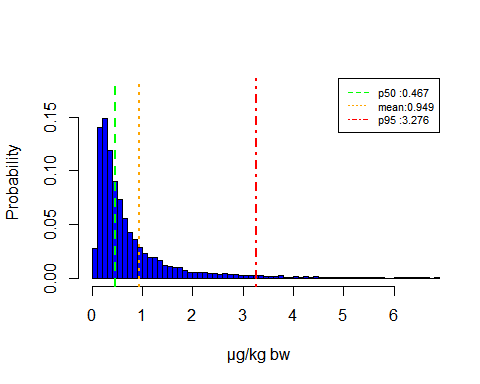 p50 :0.467
mean:0.949
p95 :3.276
0.15
0.10
0.05
0.00
Probability
0 1 2 3 4 5 6
µg/kg bw